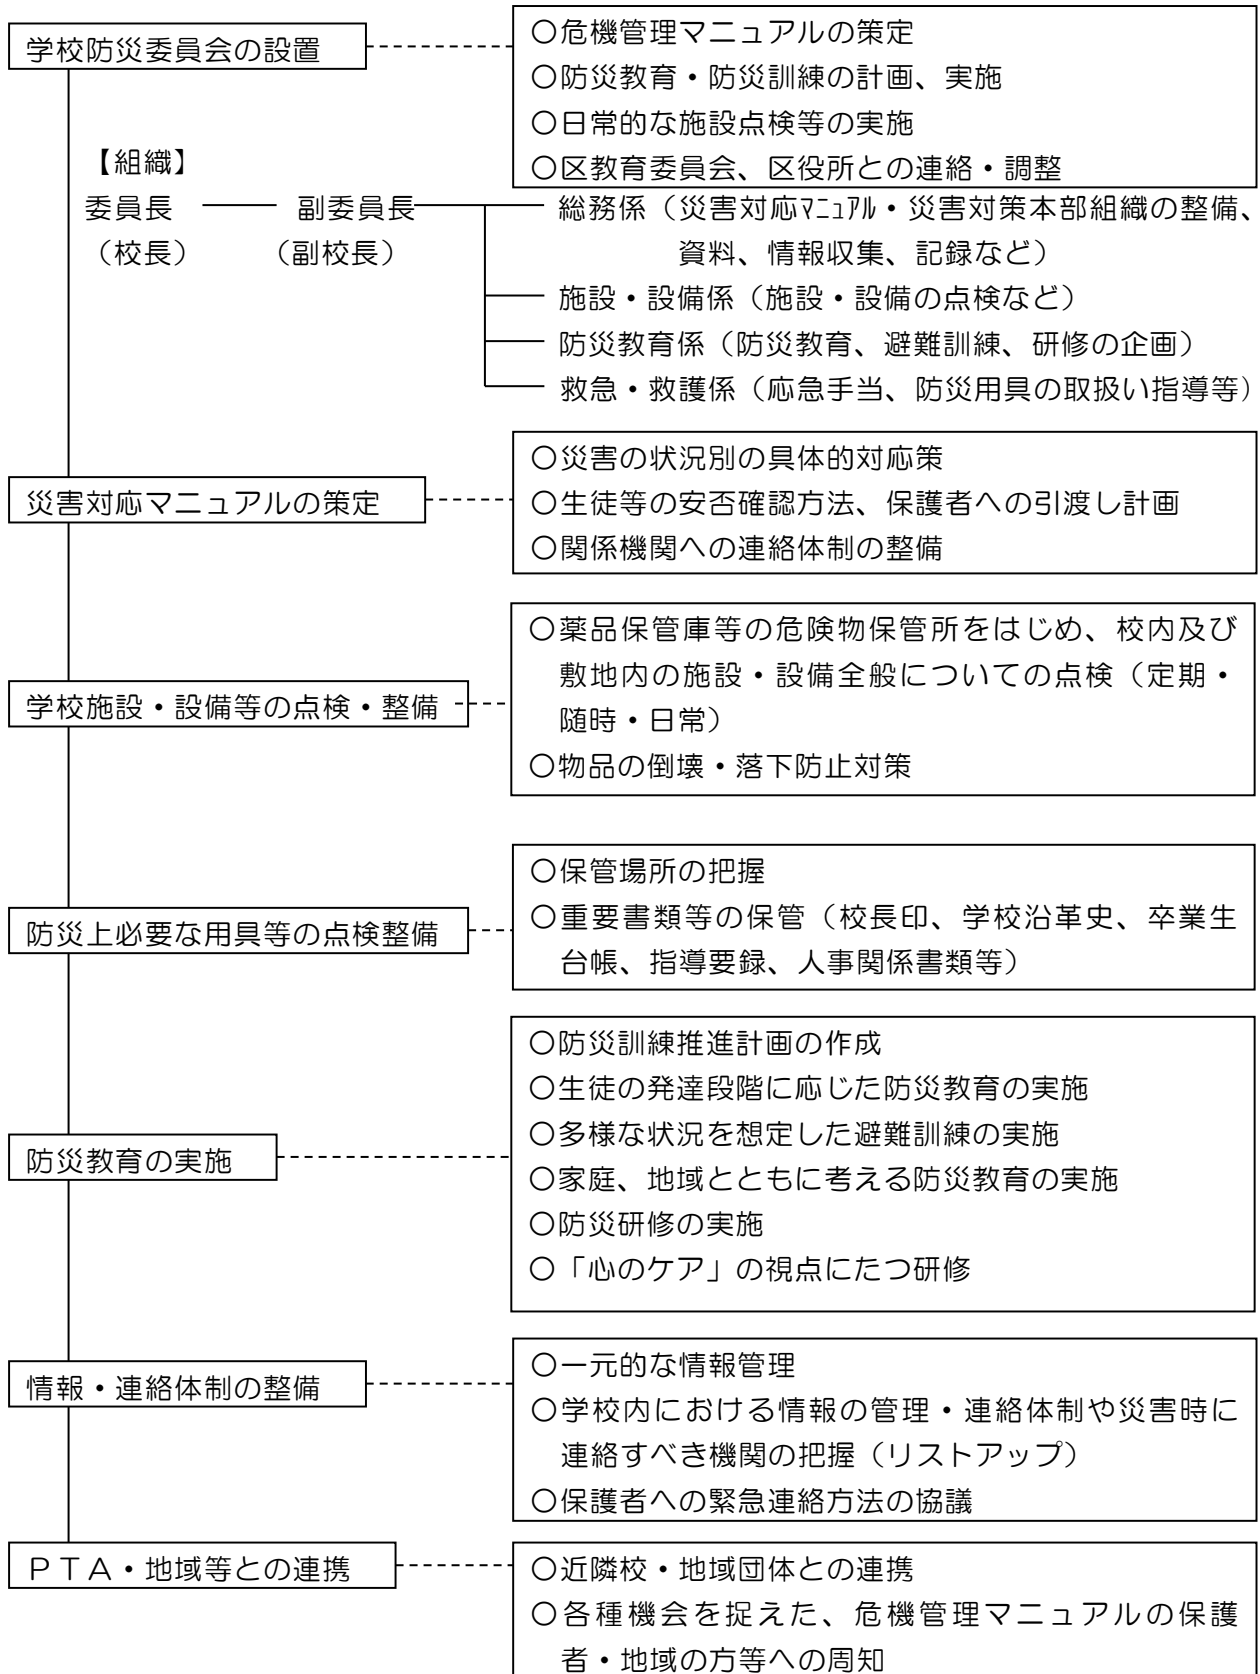 学校防災委員会の設置
○危機管理マニュアルの策定
○防災教育・防災訓練の計画、実施
○日常的な施設点検等の実施
○区教育委員会、区役所との連絡・調整
【組織】
委員長　副委員長　総務係（災害対応ﾏﾆｭｱﾙ・災害対策本部組織の整備、
（校長）　（副校長）　資料、情報収集、記録など）
施設・設備係（施設・設備の点検など）
防災教育係（防災教育、避難訓練、研修の企画）
救急・救護係（応急手当、防災用具の取扱い指導等）
災害対応マニュアルの策定
○災害の状況別の具体的対応策
○生徒等の安否確認方法、保護者への引渡し計画
○関係機関への連絡体制の整備
学校施設・設備等の点検・整備
○薬品保管庫等の危険物保管所をはじめ、校内及び
敷地内の施設・設備全般についての点検（定期・
随時・日常）
○物品の倒壊・落下防止対策
防災上必要な用具等の点検整備
○保管場所の把握
○重要書類等の保管（校長印、学校沿革史、卒業生
台帳、指導要録、人事関係書類等）
防災教育の実施
○防災訓練推進計画の作成
○生徒の発達段階に応じた防災教育の実施
○多様な状況を想定した避難訓練の実施
○家庭、地域とともに考える防災教育の実施
○防災研修の実施
○「心のケア」の視点にたつ研修
情報・連絡体制の整備
○一元的な情報管理
○学校内における情報の管理・連絡体制や災害時に
連絡すべき機関の把握（リストアップ）
○保護者への緊急連絡方法の協議
ＰＴＡ・地域等との連携
○近隣校・地域団体との連携
○各種機会を捉えた、危機管理マニュアルの保護
者・地域の方等への周知